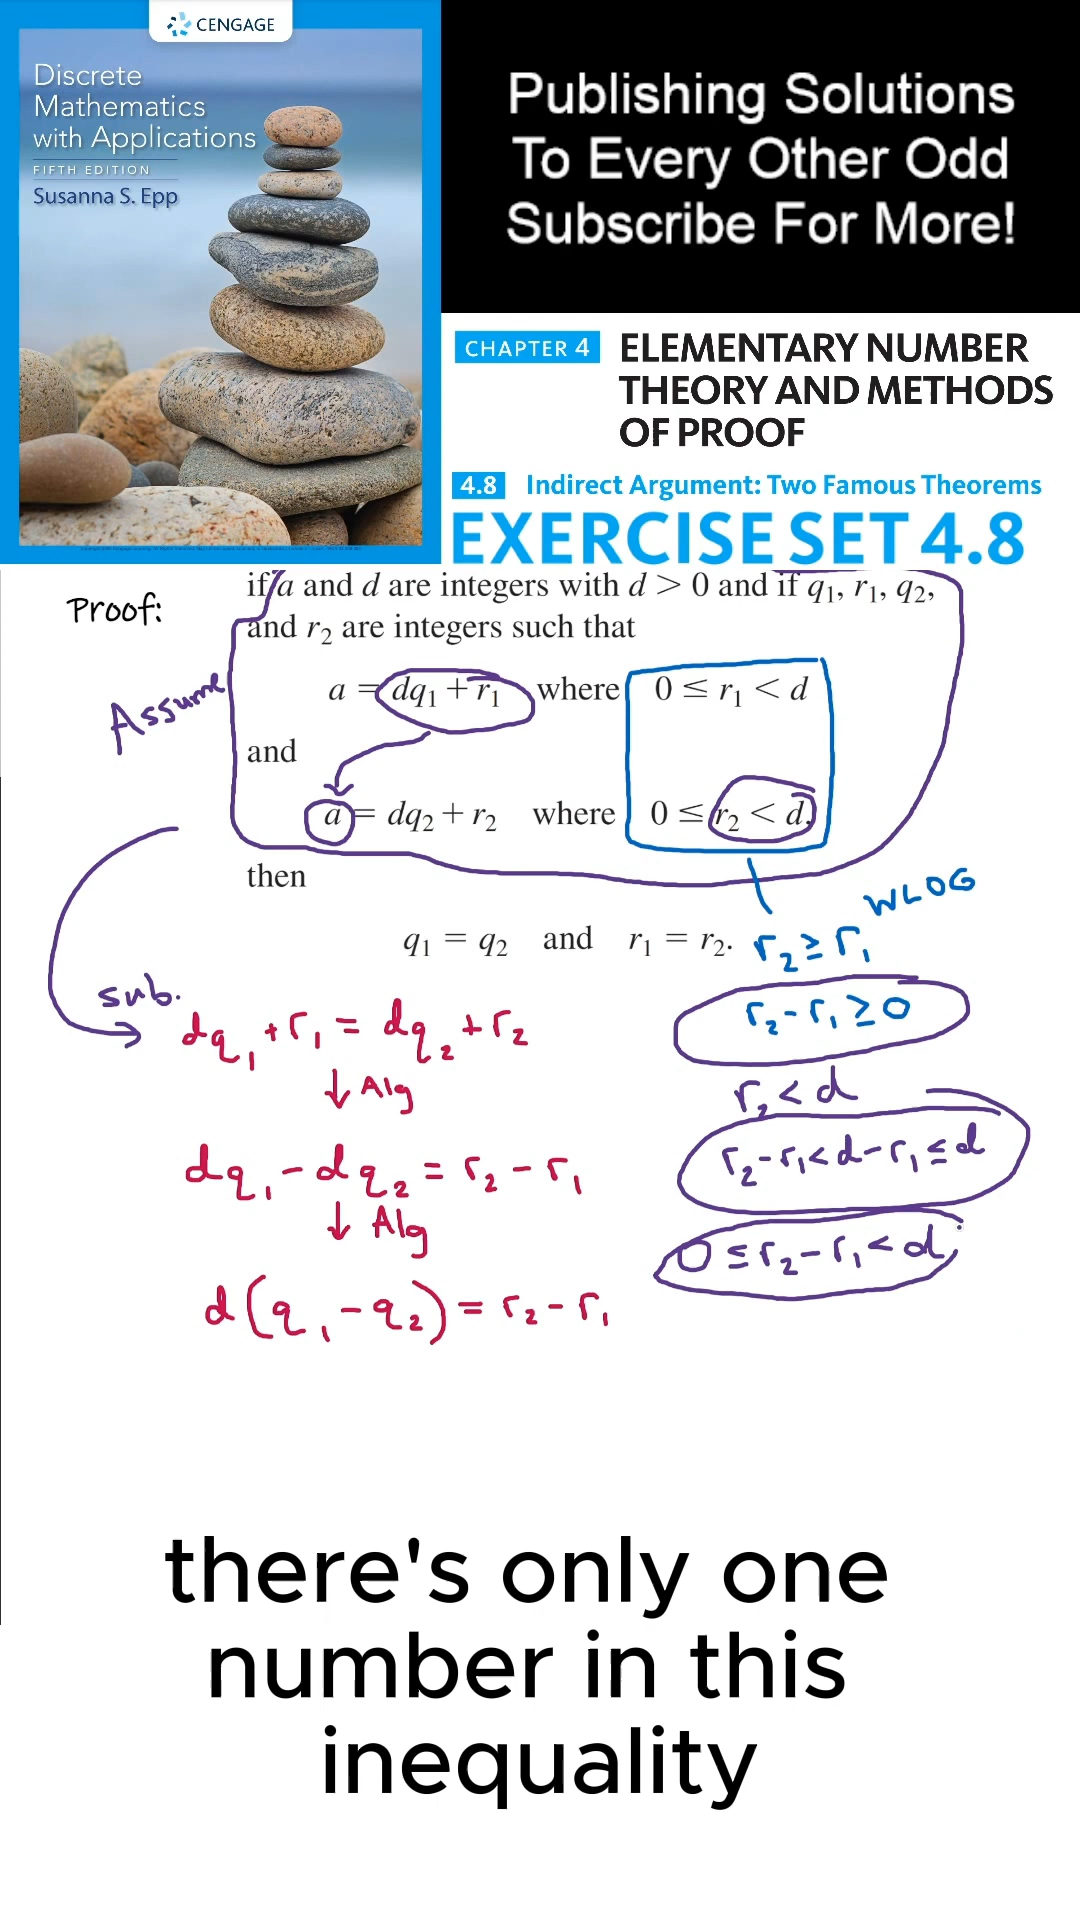 CENGAGE
Discrete
Mathematics
with Applications
FIFTH EDITION
Susanna S. Epp
Publishing Solutions
To Every Other Odd
Subscribe For More!
CHAPTER 4
ELEMENTARY NUMBER
THEORY AND METHODS
OF PROOF
4.8 Indirect Argument: Two Famous Theorems
EXERCISE SET 4.8
Proof:
if a and d are integers with d > 0 and if q₁, r₁, q₂,
and r₂ are integers such that
Assume
a = dq₁ + r₁ where 0 ≤ r₁ < d
and
a = dq₂ + r₂ where 0 ≤ r₂ < d.
then
WLOG
q₁ = q₂ and r₁ = r₂.
r₂ ≥ r₁
sub.
r₂ - r₁ ≥ 0
dq₁ + r₁ = dq₂ + r₂
↓ Alg
r₂ < d
dq₁ - dq₂ = r₂ - r₁
r₂ - r₁ < d - r₁ ≤ d
↓ Alg
0 ≤ r₂ - r₁ < d
d(q₁ - q₂) = r₂ - r₁
there's only one
number in this
inequality